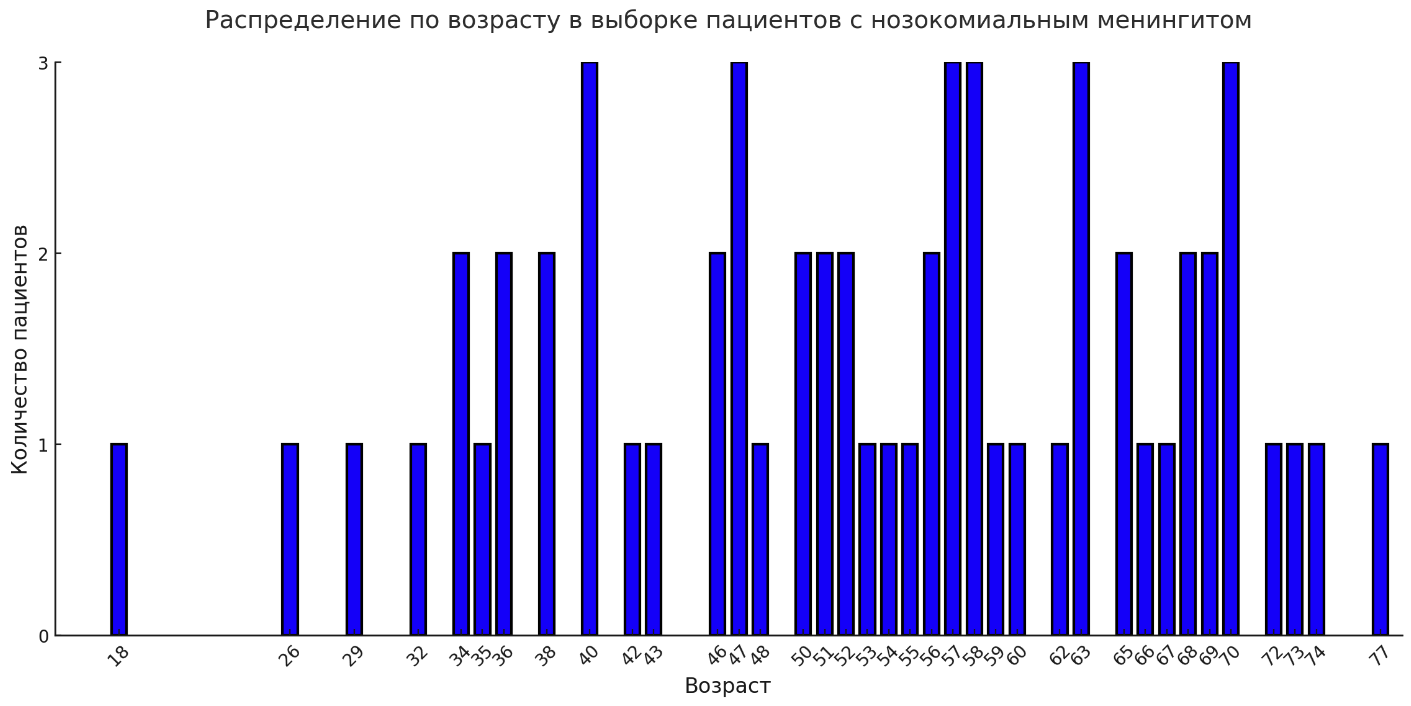 Распределение по возрасту в выборке пациентов с нозокомиальным менингитом
Количество пациентов
3
2
1
0
18 26 29 32 34 35 36 38 40 42 43 46 47 48 50 51 52 53 54 55 56 57 58 59 60 62 63 65 66 67 68 69 70 72 73 74 77
Возраст